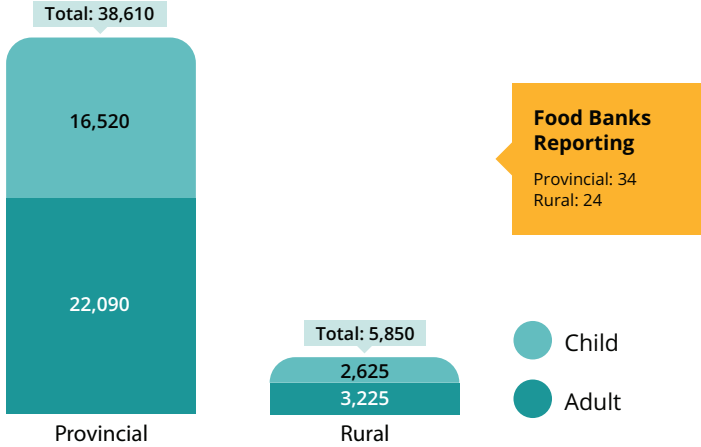 Total: 38,610
16,520
22,090
Provincial
Total: 5,850
2,625
3,225
Rural
Food Banks
Reporting
Provincial: 34
Rural: 24
Child
Adult